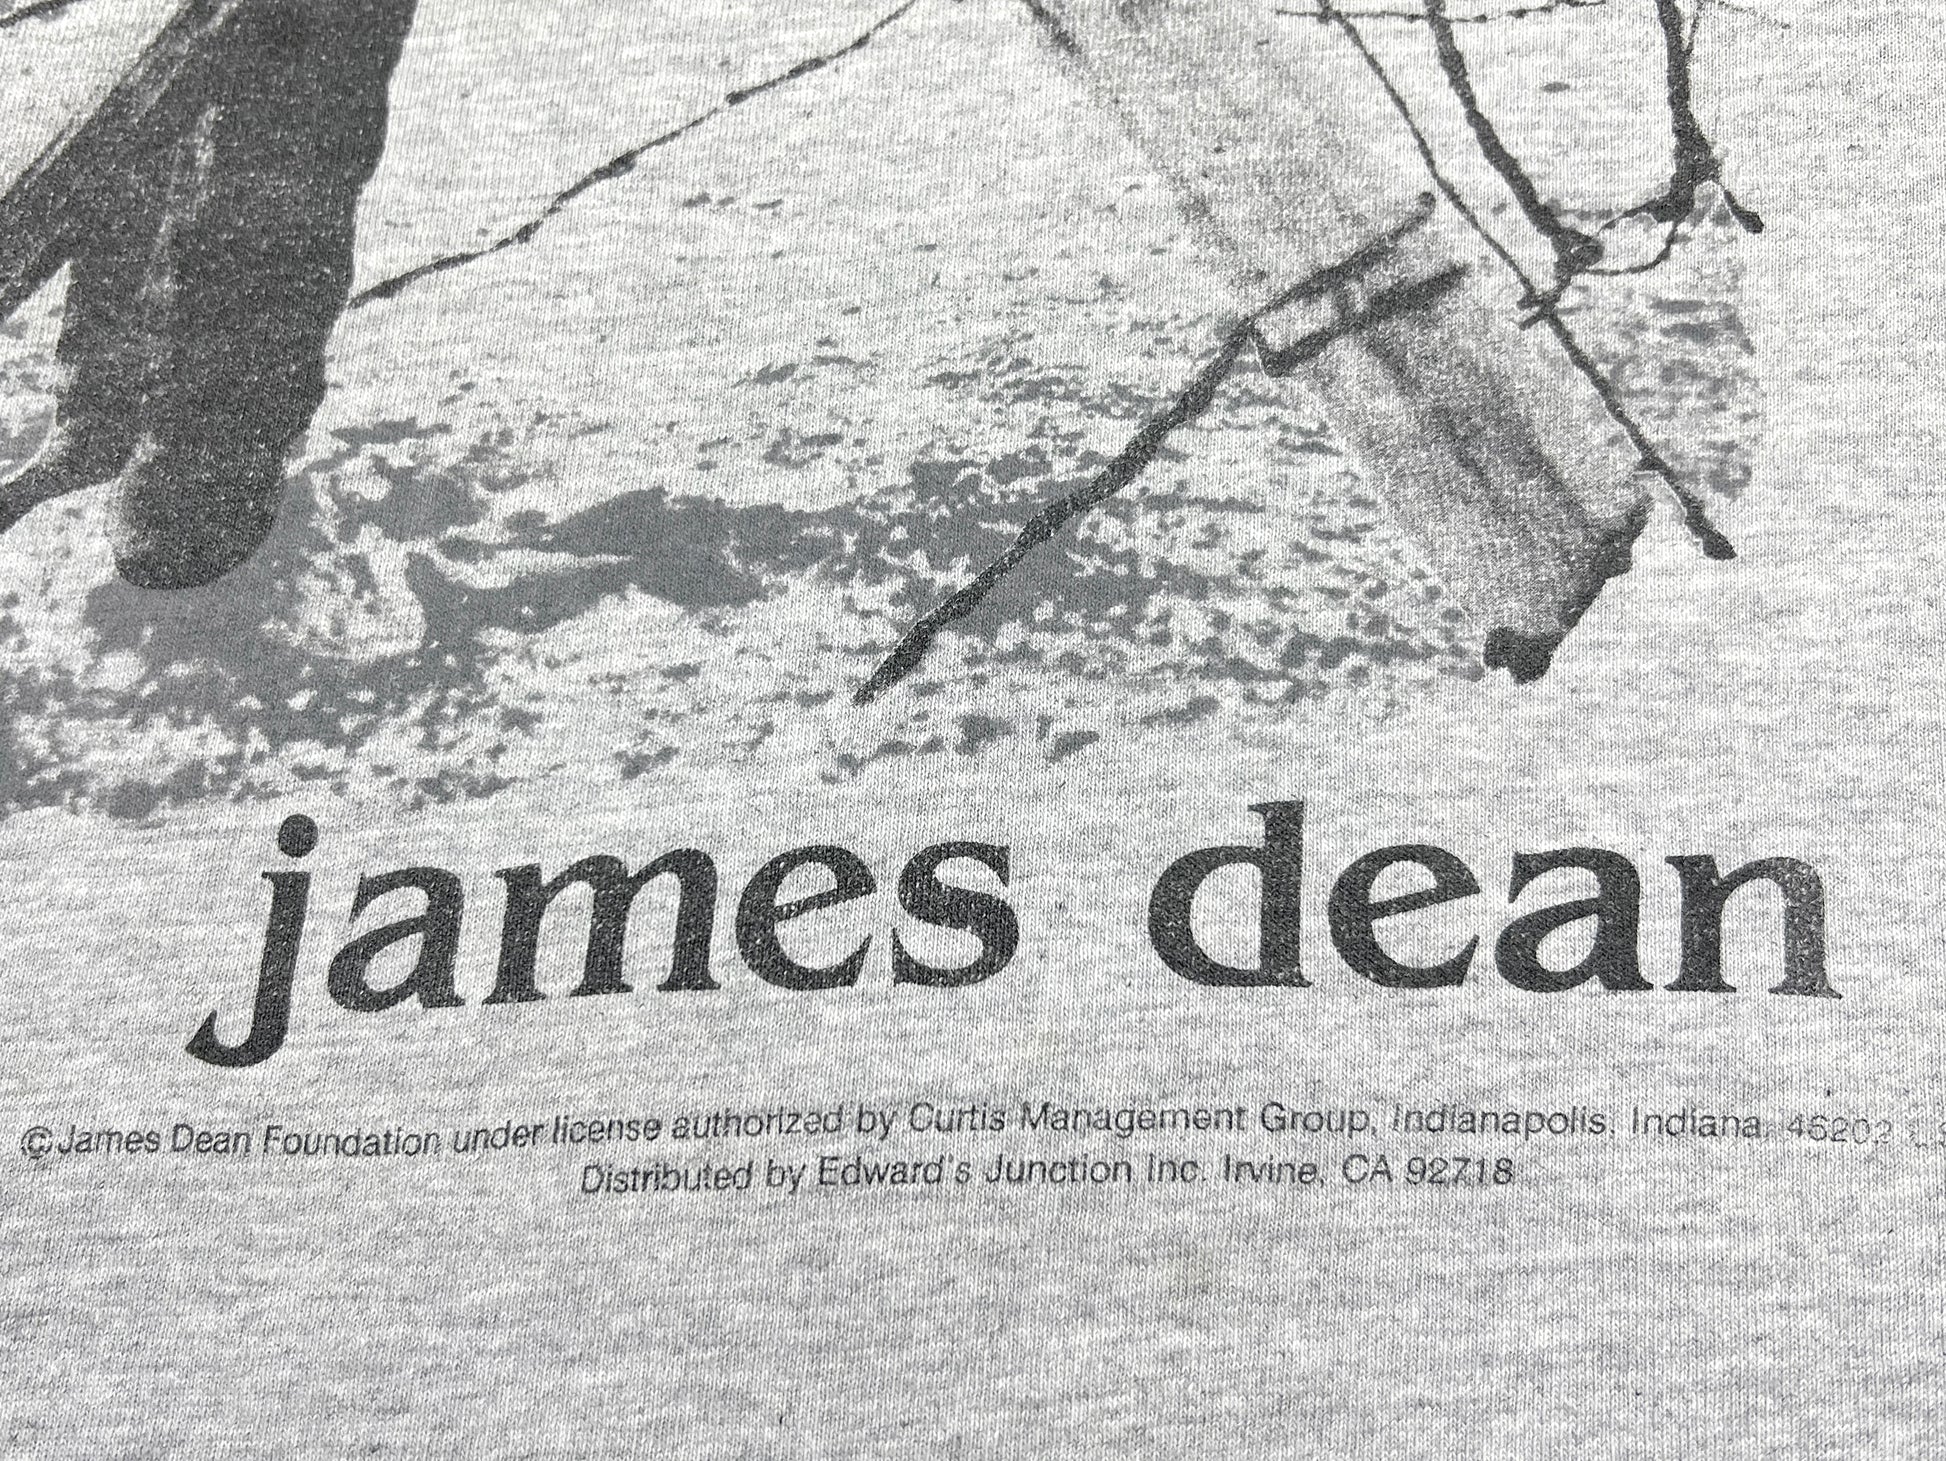 james dean
©James Dean Foundation under license authorized by Curtis Management Group, Indianapolis, Indiana, 46202
Distributed by Edward's Junction Inc. Irvine, CA 92718